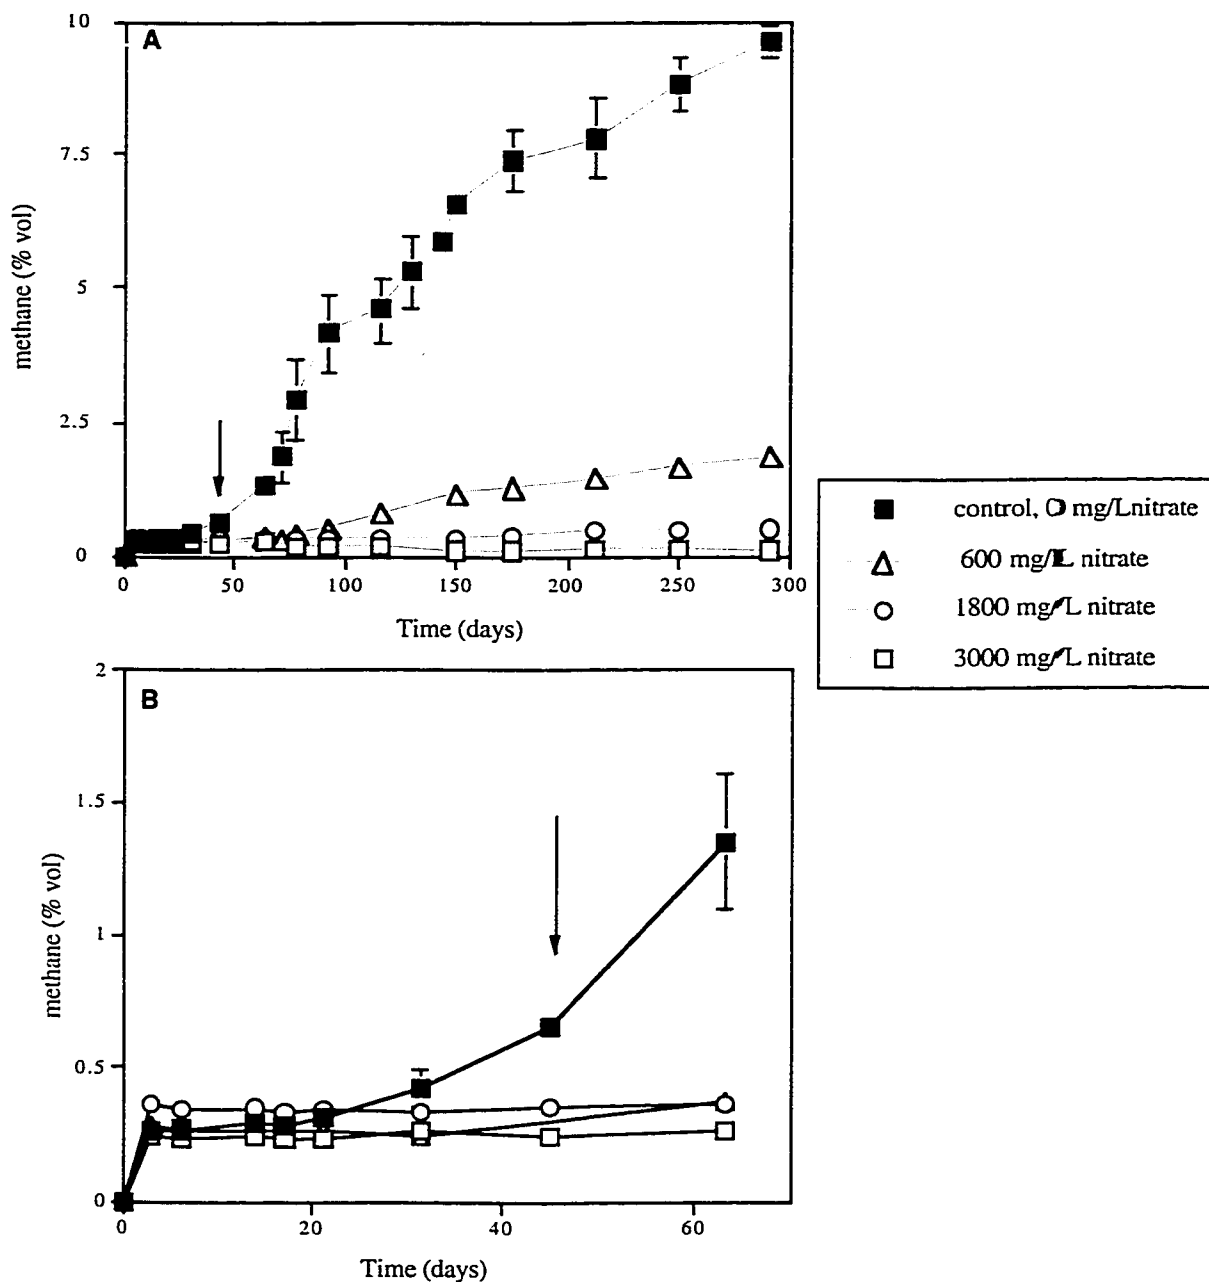 A
10
7.5
5
2.5
0
methane (% vol)
0 50 100 150 200 250 300
Time (days)
control, 0 mg/Lnitrate
600 mg/L nitrate
1800 mg/L nitrate
3000 mg/L nitrate
B
2
1.5
1
0.5
0
methane (% vol)
0 20 40 60
Time (days)